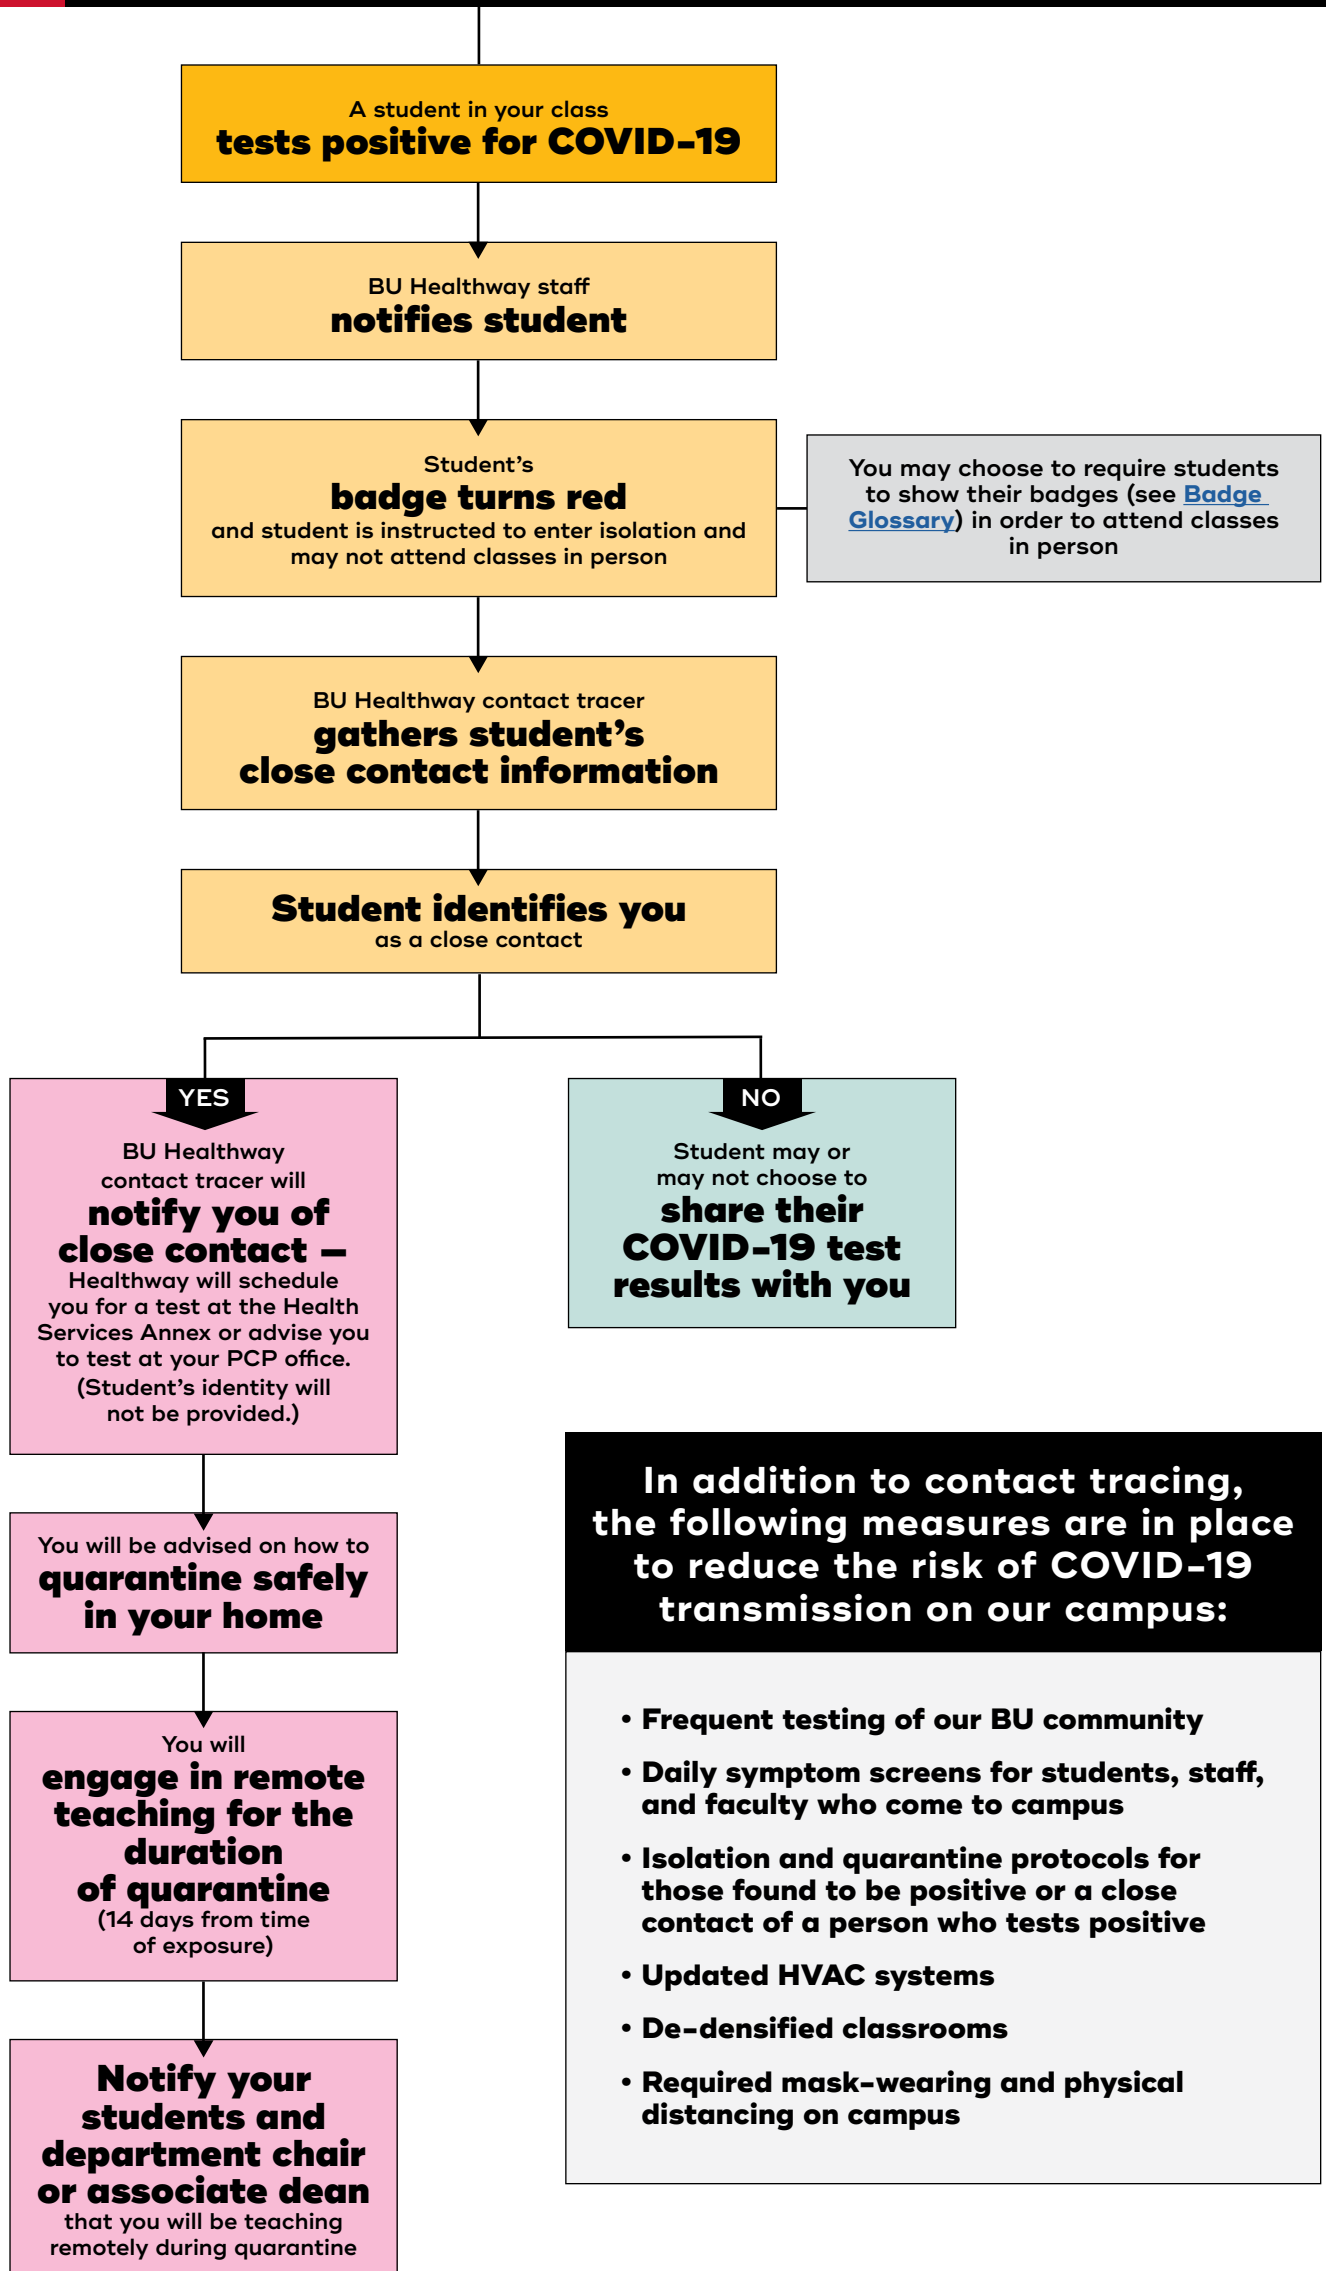 A student in your class
tests positive for COVID-19
BU Healthway staff
notifies student
Student's
badge turns red
and student is instructed to enter isolation and
may not attend classes in person
You may choose to require students
to show their badges (see Badge
Glossary) in order to attend classes
in person
BU Healthway contact tracer
gathers student's
close contact information
Student identifies you
as a close contact
YES
BU Healthway
contact tracer will
notify you of
close contact –
Healthway will schedule
you for a test at the Health
Services Annex or advise you
to test at your PCP office.
(Student's identity will
not be provided.)
NO
Student may or
may not choose to
share their
COVID-19 test
results with you
You will be advised on how to
quarantine safely
in your home
You will
engage in remote
teaching for the
duration
of quarantine
(14 days from time
of exposure)
Notify your
students and
department chair
or associate dean
that you will be teaching
remotely during quarantine
In addition to contact tracing,
the following measures are in place
to reduce the risk of COVID-19
transmission on our campus:
• Frequent testing of our BU community
• Daily symptom screens for students, staff,
and faculty who come to campus
• Isolation and quarantine protocols for
those found to be positive or a close
contact of a person who tests positive
• Updated HVAC systems
• De-densified classrooms
• Required mask-wearing and physical
distancing on campus